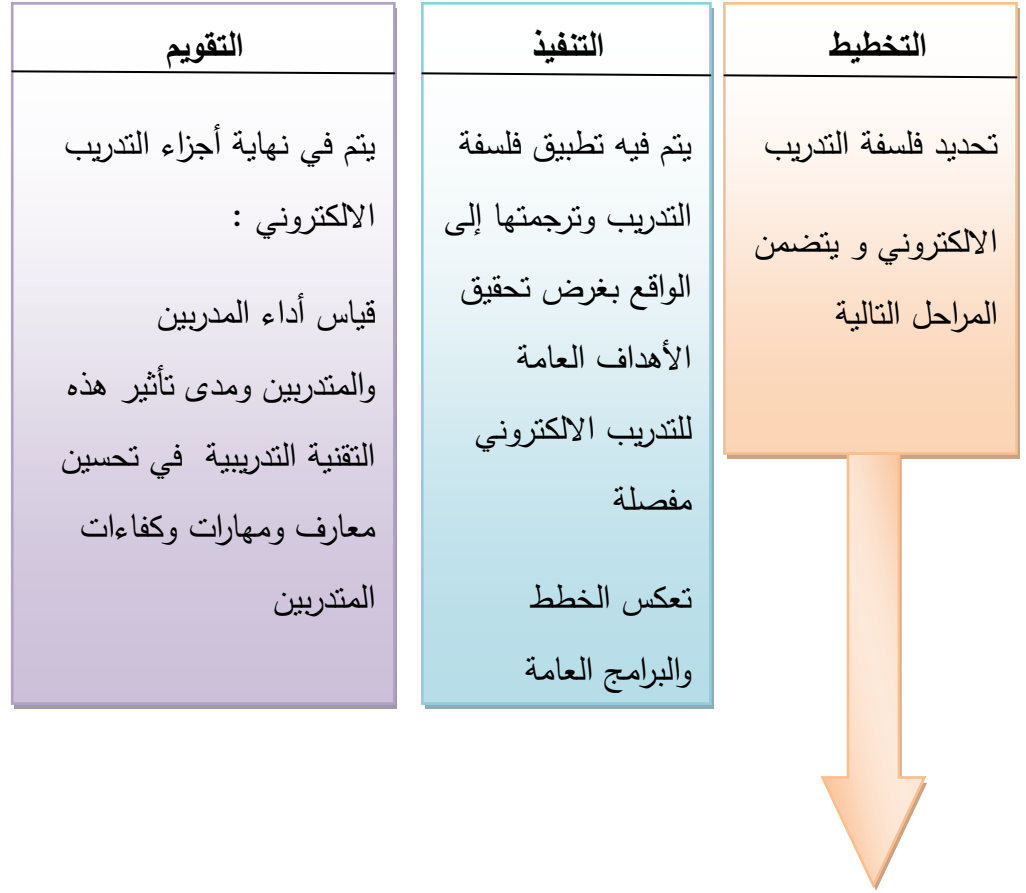 التخطيط
تحديد فلسفة التدريب
الالكتروني و يتضمن
المراحل التالية
التنفيذ
يتم فيه تطبيق فلسفة
التدريب وترجمتها إلى
الواقع بغرض تحقيق
الأهداف العامة
للتدريب الالكتروني
مفصلة
تعكس الخطط
والبرامج العامة
التقويم
يتم في نهاية أجزاء التدريب
الالكتروني :
قياس أداء المدربين
والمتدربين ومدى تأثير هذه
التقنية التدريبية في تحسين
معارف ومهارات وكفاءات
المتدربين